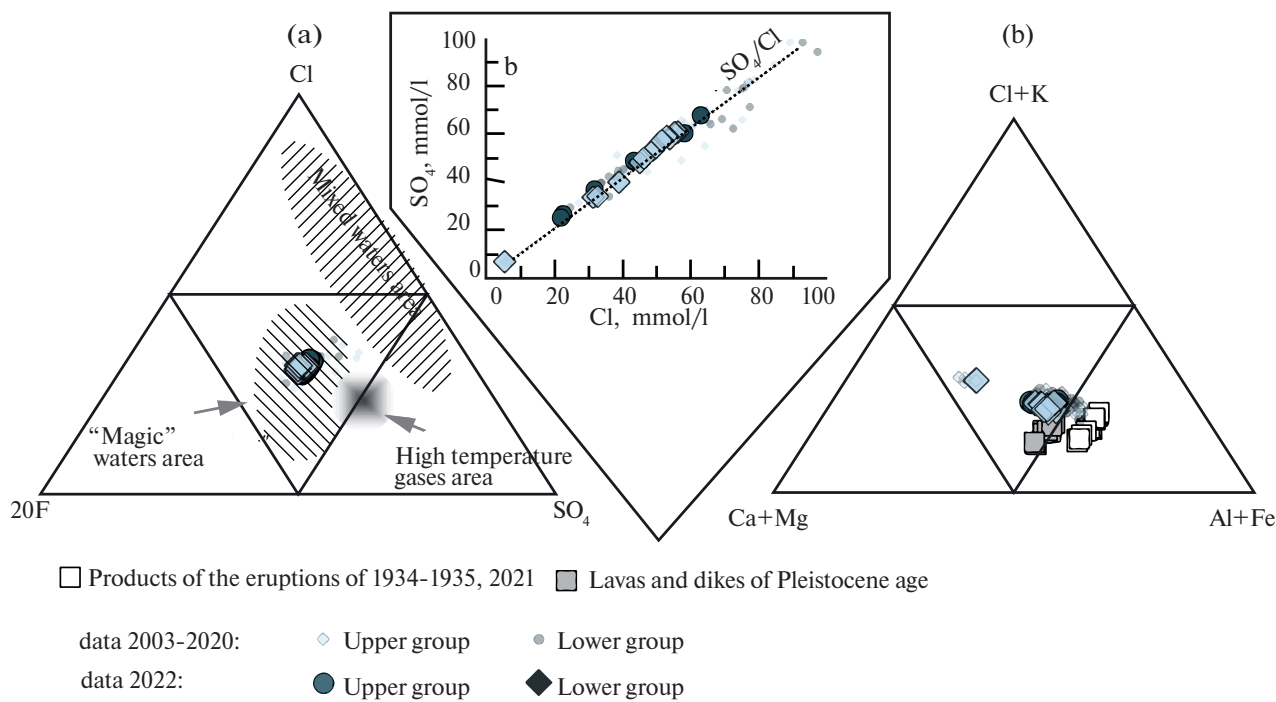 (a)
Cl
Mixed waters area
“Magic”
waters area
High temperature
gases area
20F
SO₄
b
SO₄, mmol/l
100
80
60
40
20
0
SO₄/Cl
0 20 40 60 80 100
Cl, mmol/l
(b)
Cl+K
Ca+Mg
Al+Fe
Products of the eruptions of 1934-1935, 2021
Lavas and dikes of Pleistocene age
data 2003-2020: Upper group Lower group
data 2022: Upper group Lower group